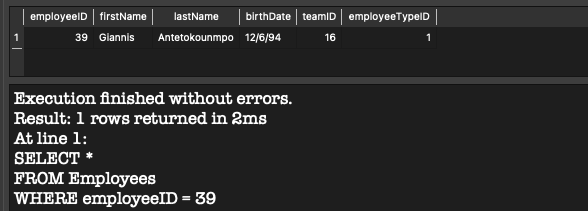 employeeID firstName lastName birthDate teamID employeeTypeID
1 39 Giannis Antetokounmpo 12/6/94 16 1
Execution finished without errors.
Result: 1 rows returned in 2ms
At line 1:
SELECT *
FROM Employees
WHERE employeeID = 39